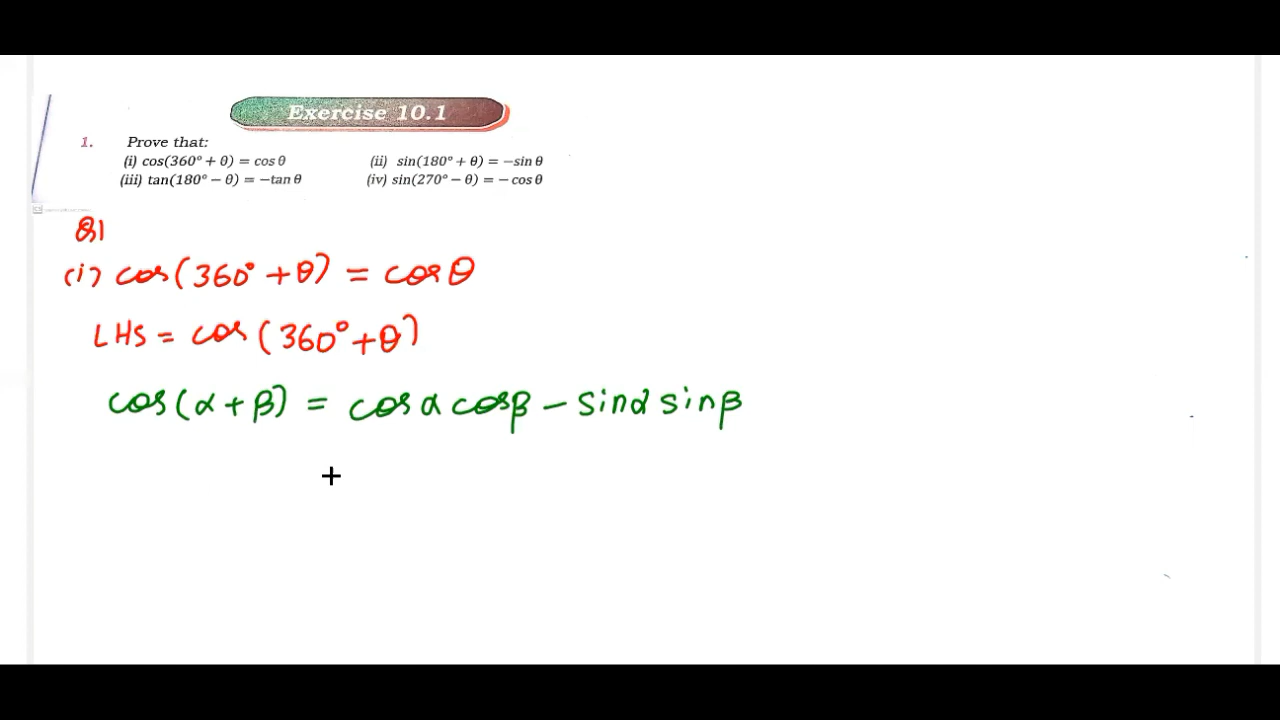 Exercise 10.1
1. Prove that:
(i) cos(360° + θ) = cos θ (ii) sin(180° + θ) = −sin θ
(iii) tan(180° − θ) = −tan θ (iv) sin(270° − θ) = − cos θ
Q1
(i) cos(360° + θ) = cos θ
LHS = cos(360° + θ)
cos(α + β) = cos α cos β − sin α sin β